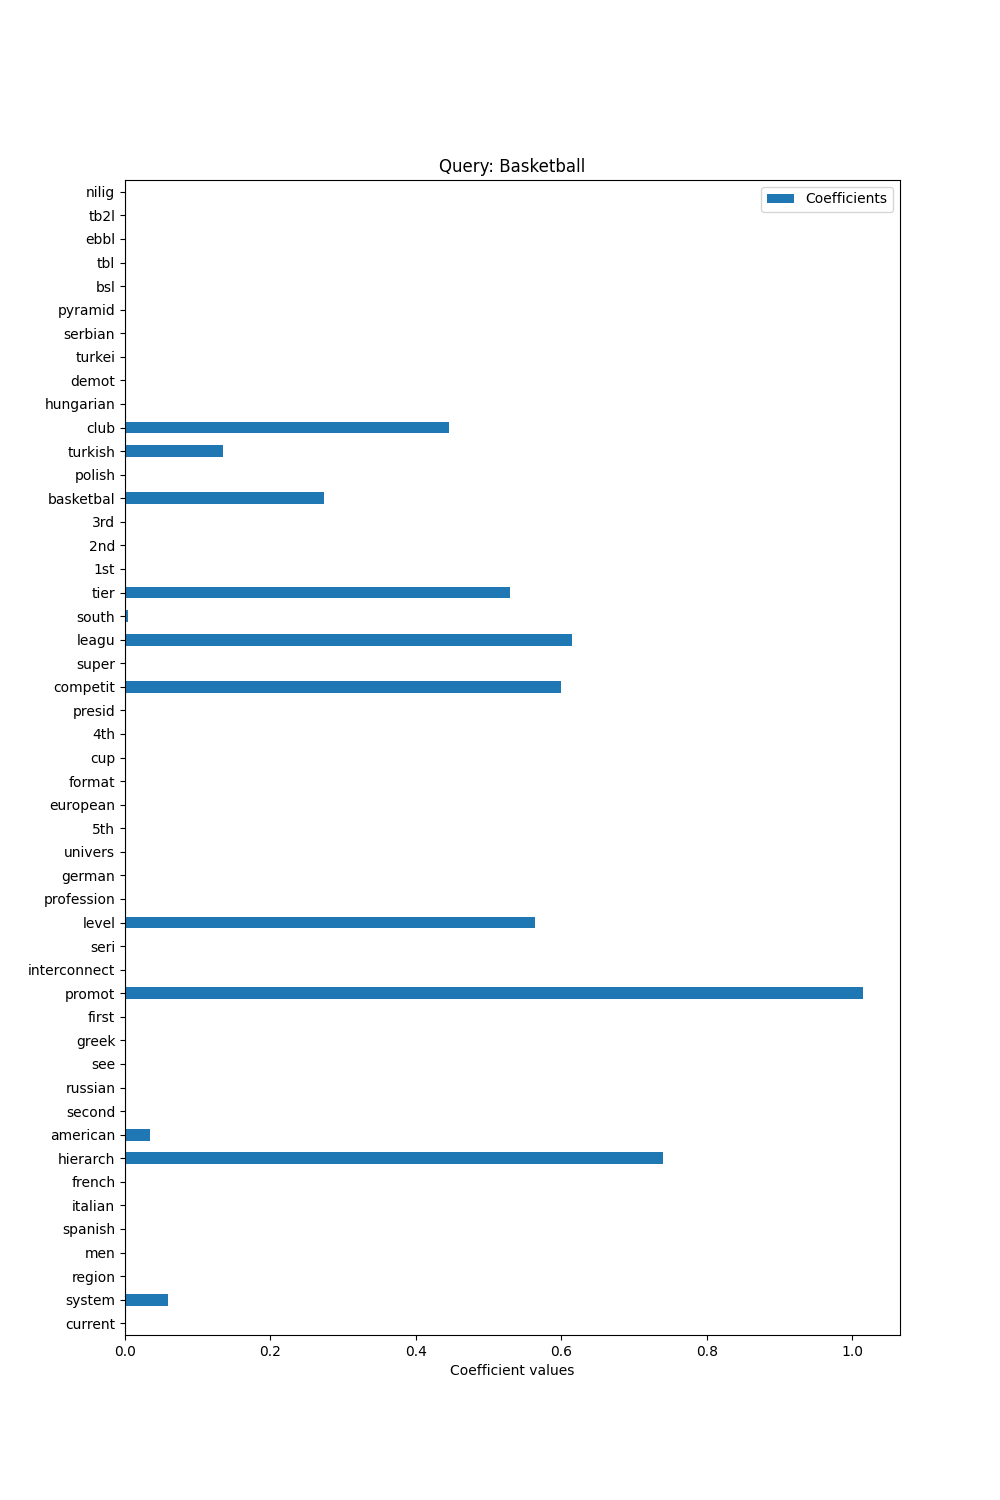 Query: Basketball
Coefficients
nilig
tb2l
ebbl
tbl
bsl
pyramid
serbian
turkei
demot
hungarian
club
turkish
polish
basketbal
3rd
2nd
1st
tier
south
leagu
super
competit
presid
4th
cup
format
european
5th
univers
german
profession
level
seri
interconnect
promot
first
greek
see
russian
second
american
hierarch
french
italian
spanish
men
region
system
current
0.0 0.2 0.4 0.6 0.8 1.0
Coefficient values